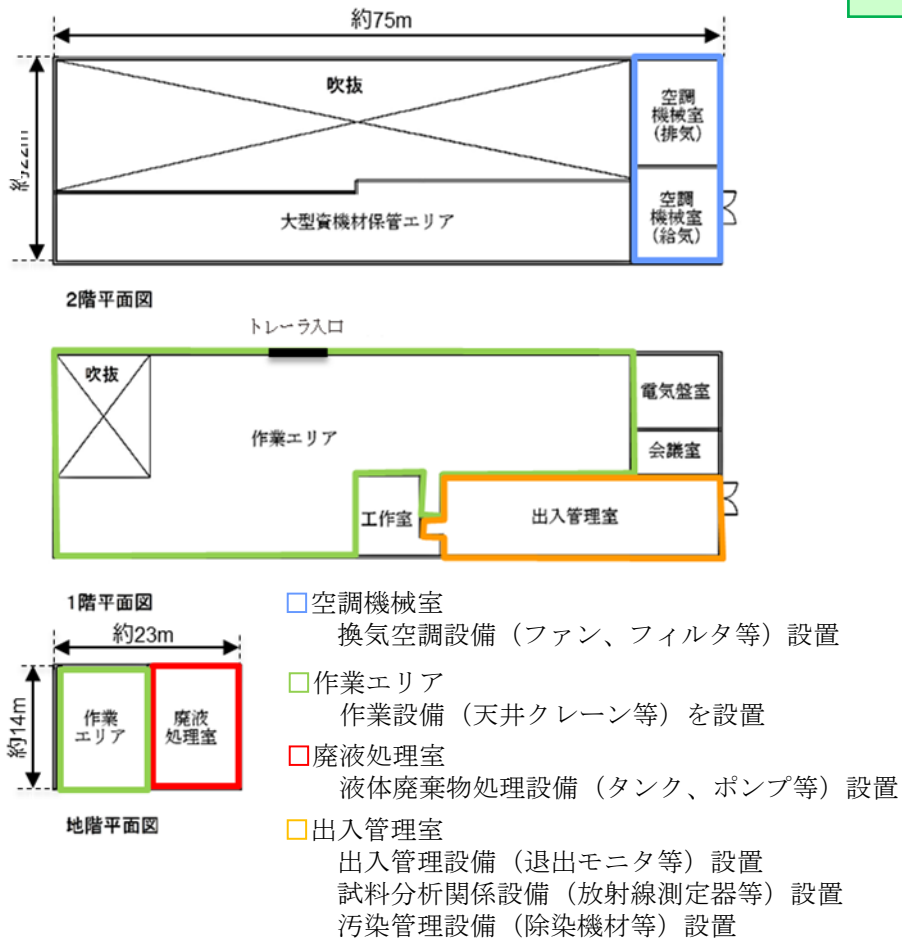 約75m
吹抜
空調
機械室
(排気)
約22m
大型資機材保管エリア
空調
機械室
(給気)
2階平面図
トレーラ入口
吹抜
電気盤室
作業エリア
会議室
工作室
出入管理室
1階平面図
約23m
約14m
作業
エリア
廃液
処理室
地階平面図
□空調機械室
換気空調設備（ファン、フィルタ等）設置
□作業エリア
作業設備（天井クレーン等）を設置
□廃液処理室
液体廃棄物処理設備（タンク、ポンプ等）設置
□出入管理室
出入管理設備（退出モニタ等）設置
試料分析関係設備（放射線測定器等）設置
汚染管理設備（除染機材等）設置